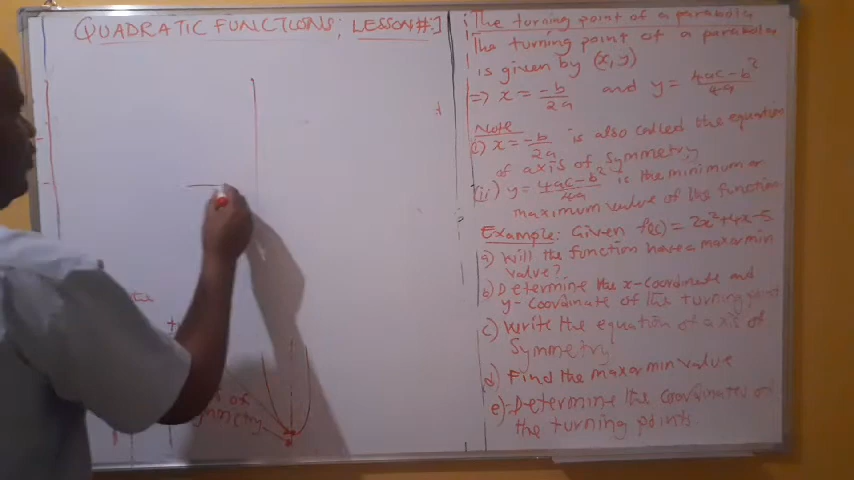 QUADRATIC FUNCTIONS; LESSON#:1
The turning point of a parabola
The turning point of a parabola
is given by (x, y)
=> x = -b/2a and y = 4ac-b²/4a
Note
(i) x = -b/2a is also called the equation
of axis of symmetry
(ii) y = 4ac-b²/4a is the minimum or
maximum value of the function
Example: Given f(x) = 2x²+4x-5
a) Will the function have a max or min
value?
b) Determine the x-coordinate and
y-coordinate of the turning point
c) Write the equation of axis of
Symmetry
d) Find the max or min value
e) Determine the coordinates of
the turning points.
of